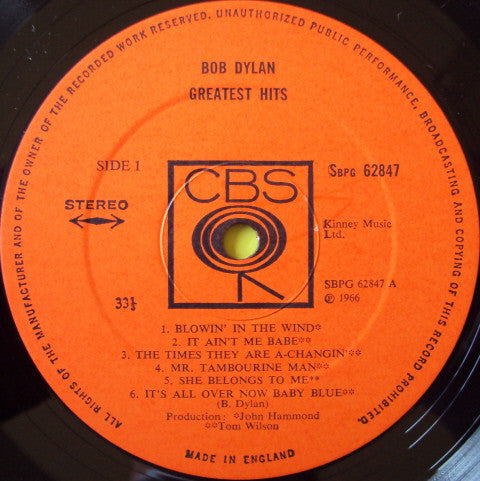 ALL RIGHTS OF THE MANUFACTURER AND OF THE OWNER OF THE RECORDED WORK RESERVED. UNAUTHORIZED PUBLIC PERFORMANCE, BROADCASTING AND COPYING OF THIS RECORD PROHIBITED.
BOB DYLAN
GREATEST HITS
SIDE 1
SBPG 62847
CBS
STEREO
Kinney Music
Ltd.
SBPG 62847 A
℗ 1966
33⅓
1. BLOWIN' IN THE WIND*
2. IT AIN'T ME BABE**
3. THE TIMES THEY ARE A-CHANGIN'**
4. MR. TAMBOURINE MAN**
5. SHE BELONGS TO ME**
6. IT'S ALL OVER NOW BABY BLUE**
(B. Dylan)
Production: *John Hammond
**Tom Wilson
MADE IN ENGLAND